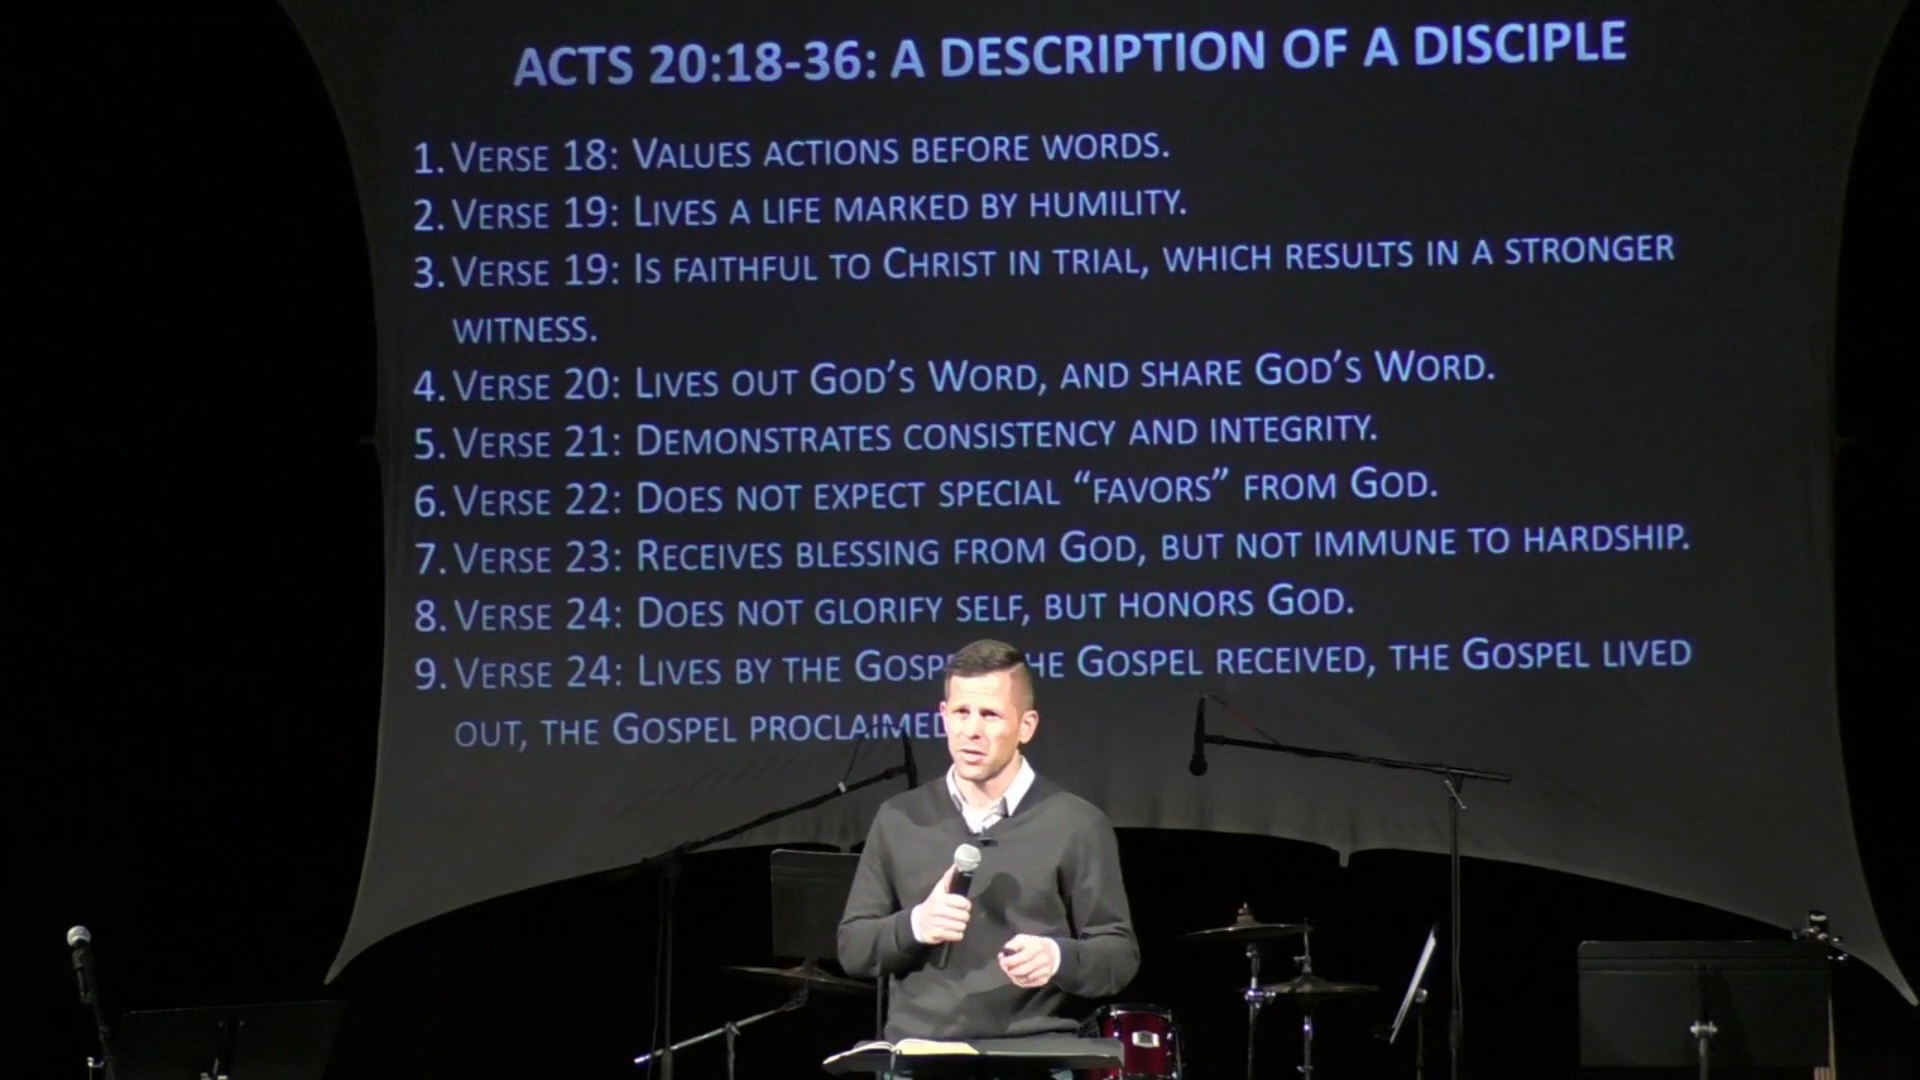 ACTS 20:18-36: A DESCRIPTION OF A DISCIPLE
1. VERSE 18: VALUES ACTIONS BEFORE WORDS.
2. VERSE 19: LIVES A LIFE MARKED BY HUMILITY.
3. VERSE 19: IS FAITHFUL TO CHRIST IN TRIAL, WHICH RESULTS IN A STRONGER
WITNESS.
4. VERSE 20: LIVES OUT GOD'S WORD, AND SHARE GOD'S WORD.
5. VERSE 21: DEMONSTRATES CONSISTENCY AND INTEGRITY.
6. VERSE 22: DOES NOT EXPECT SPECIAL “FAVORS” FROM GOD.
7. VERSE 23: RECEIVES BLESSING FROM GOD, BUT NOT IMMUNE TO HARDSHIP.
8. VERSE 24: DOES NOT GLORIFY SELF, BUT HONORS GOD.
9. VERSE 24: LIVES BY THE GOSPEL RECEIVED, THE GOSPEL LIVED
OUT, THE GOSPEL PROCLAIMED